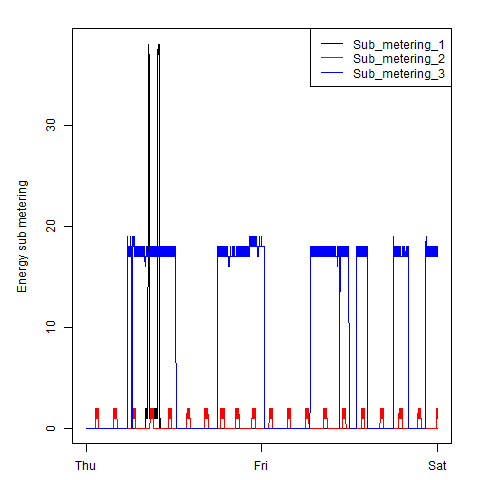 Sub_metering_1
Sub_metering_2
Sub_metering_3
Energy sub metering
30
20
10
0
Thu Fri Sat